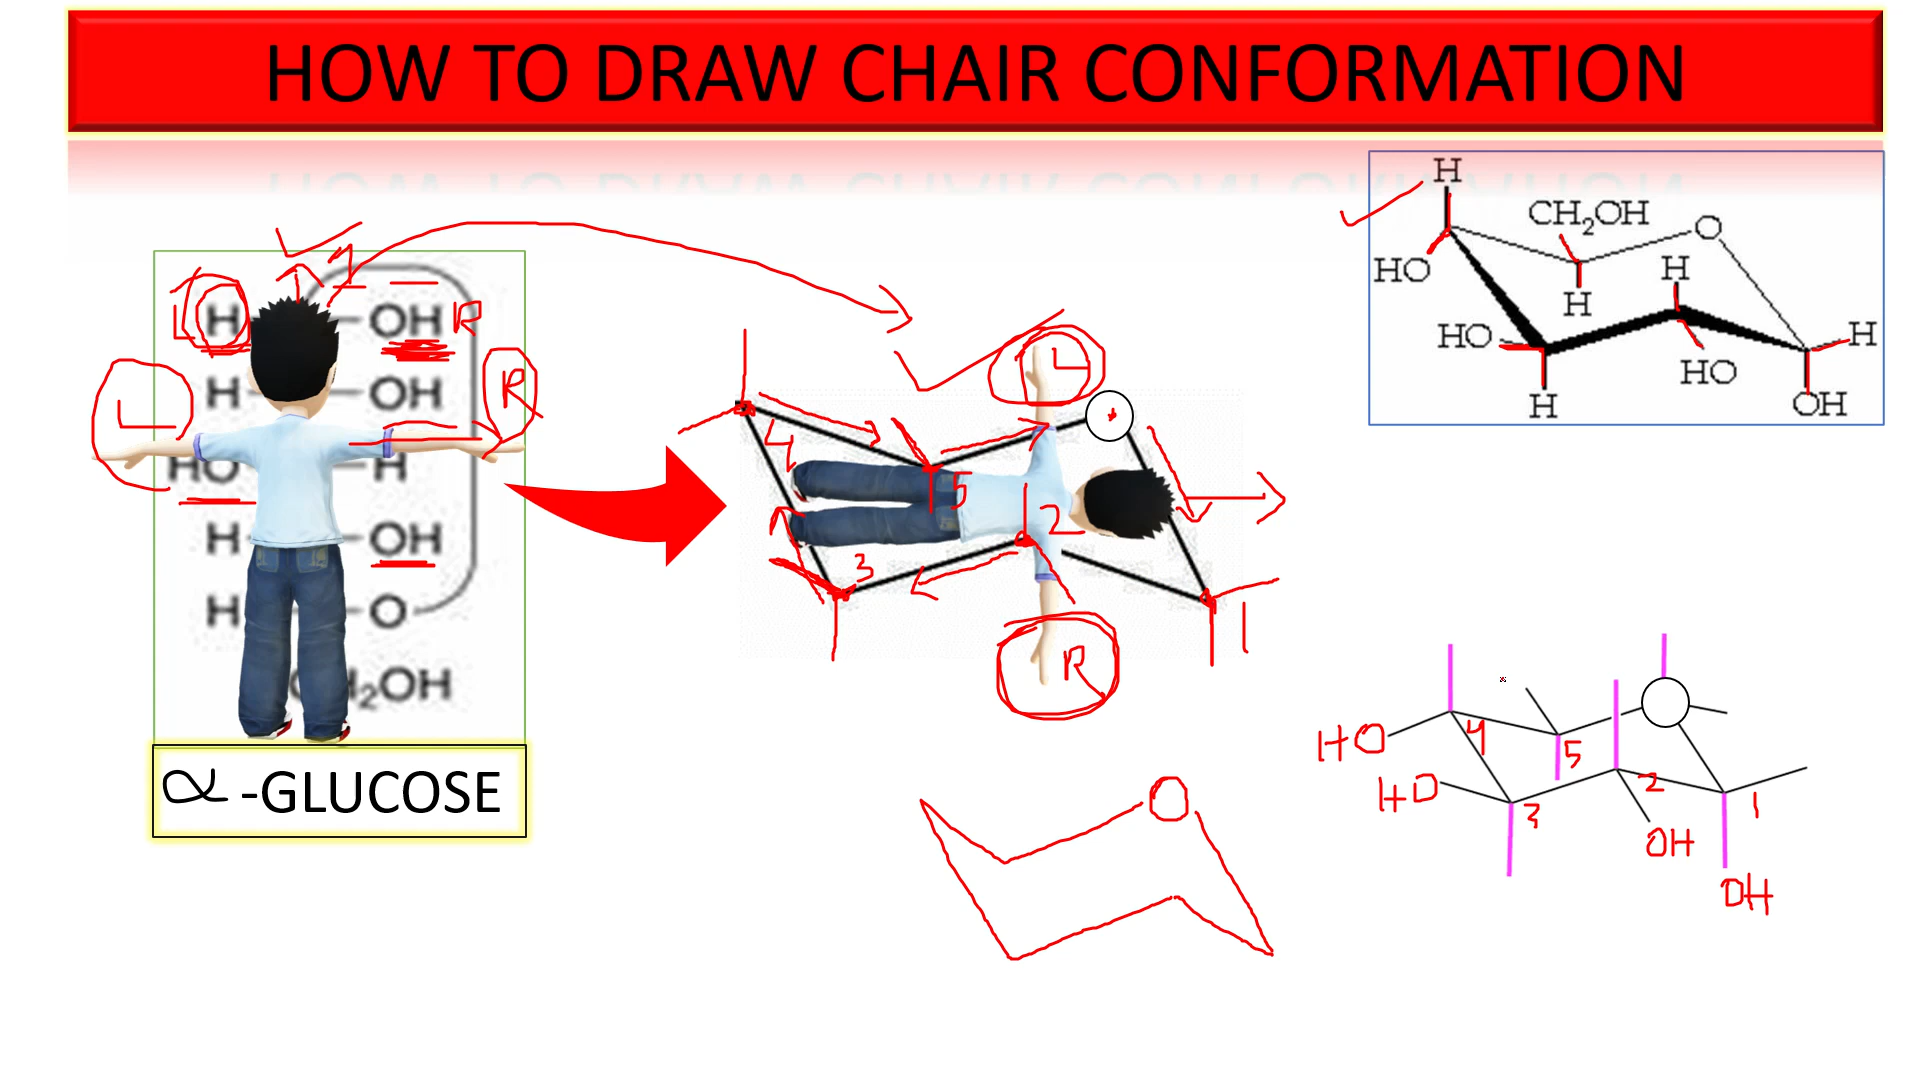 HOW TO DRAW CHAIR CONFORMATION
H OH R
L H OH R
HO H
H OH
H O
H₂OH
α -GLUCOSE
L
4
5
2
3
1
R
H
CH₂OH O
HO H
H
HO H
HO
H OH
HO 4
5
HO 3 2 1
OH
OH